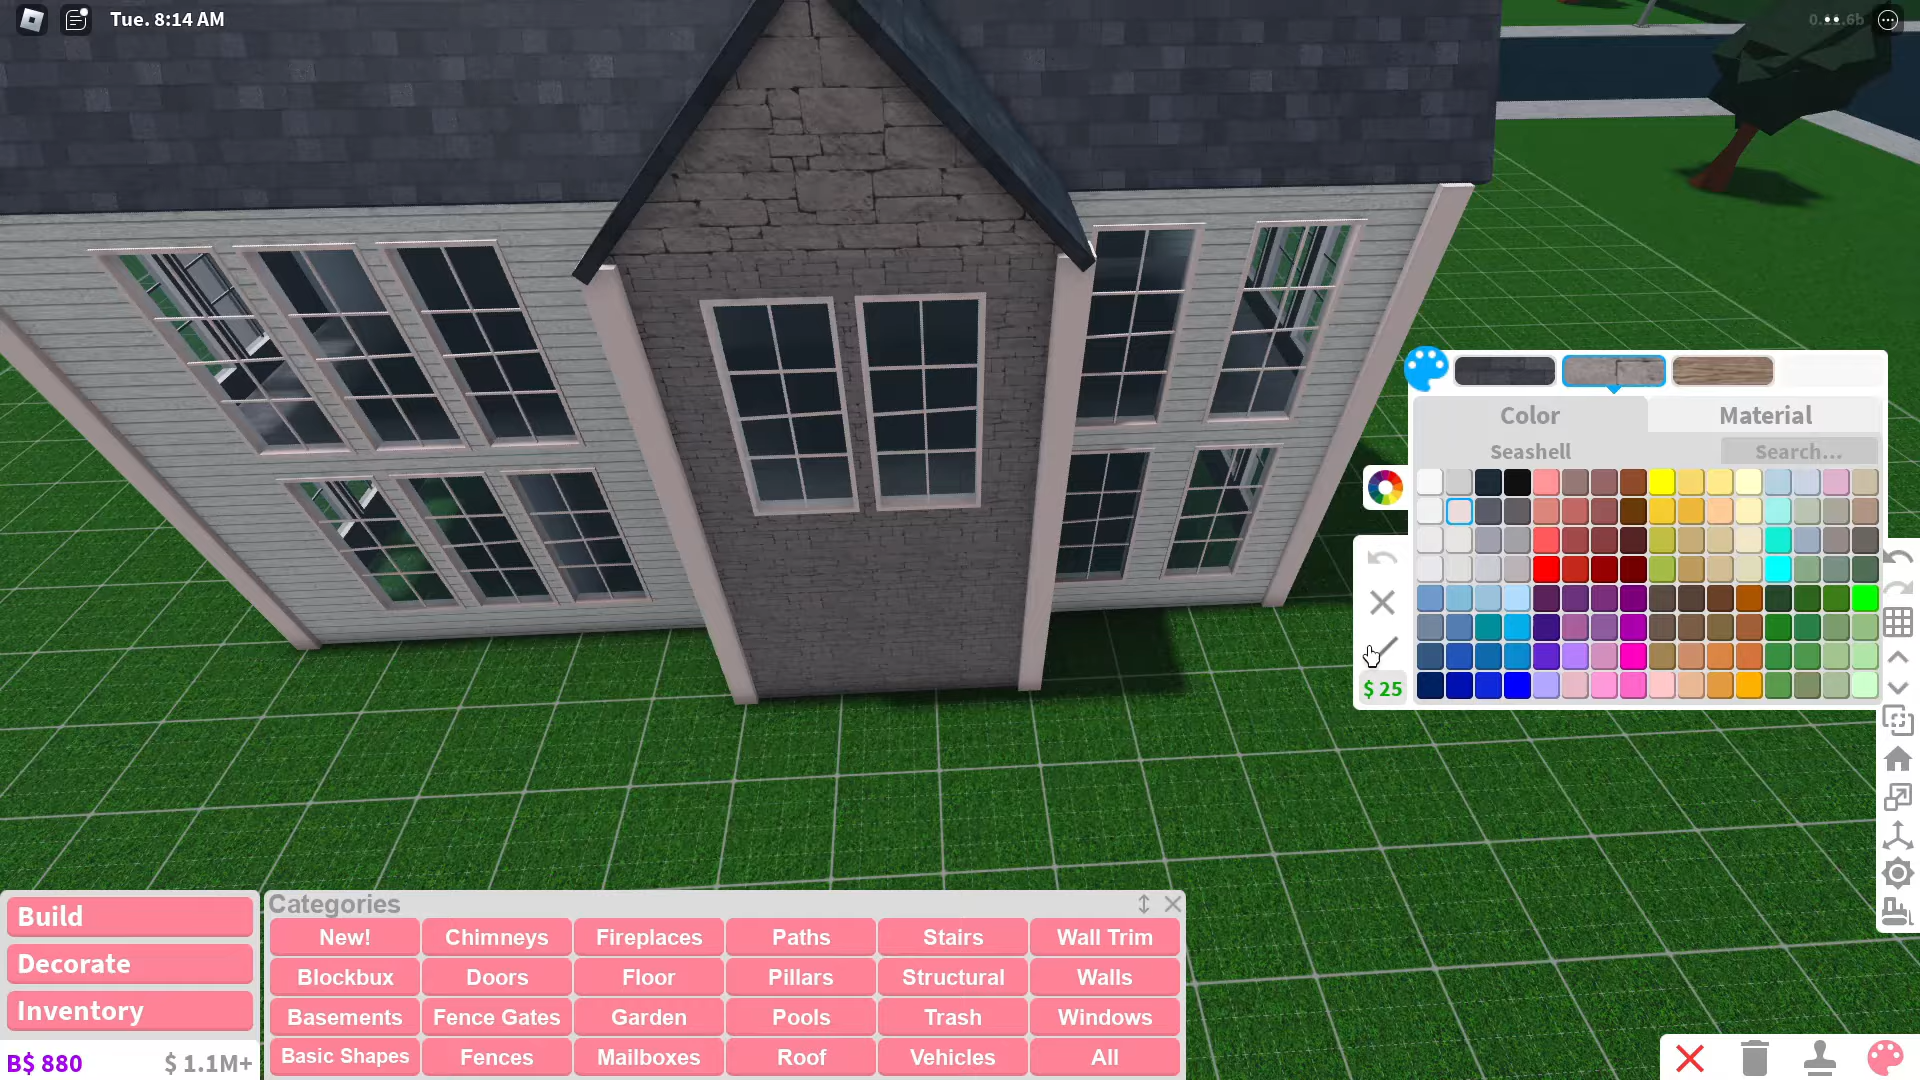 Tue. 8:14 AM
Color
Material
Seashell
Search...
$ 25
Build
Decorate
Inventory
B$ 880
$ 1.1M+
Categories
New!
Chimneys
Fireplaces
Paths
Stairs
Wall Trim
Blockbux
Doors
Floor
Pillars
Structural
Walls
Basements
Fence Gates
Garden
Pools
Trash
Windows
Basic Shapes
Fences
Mailboxes
Roof
Vehicles
All